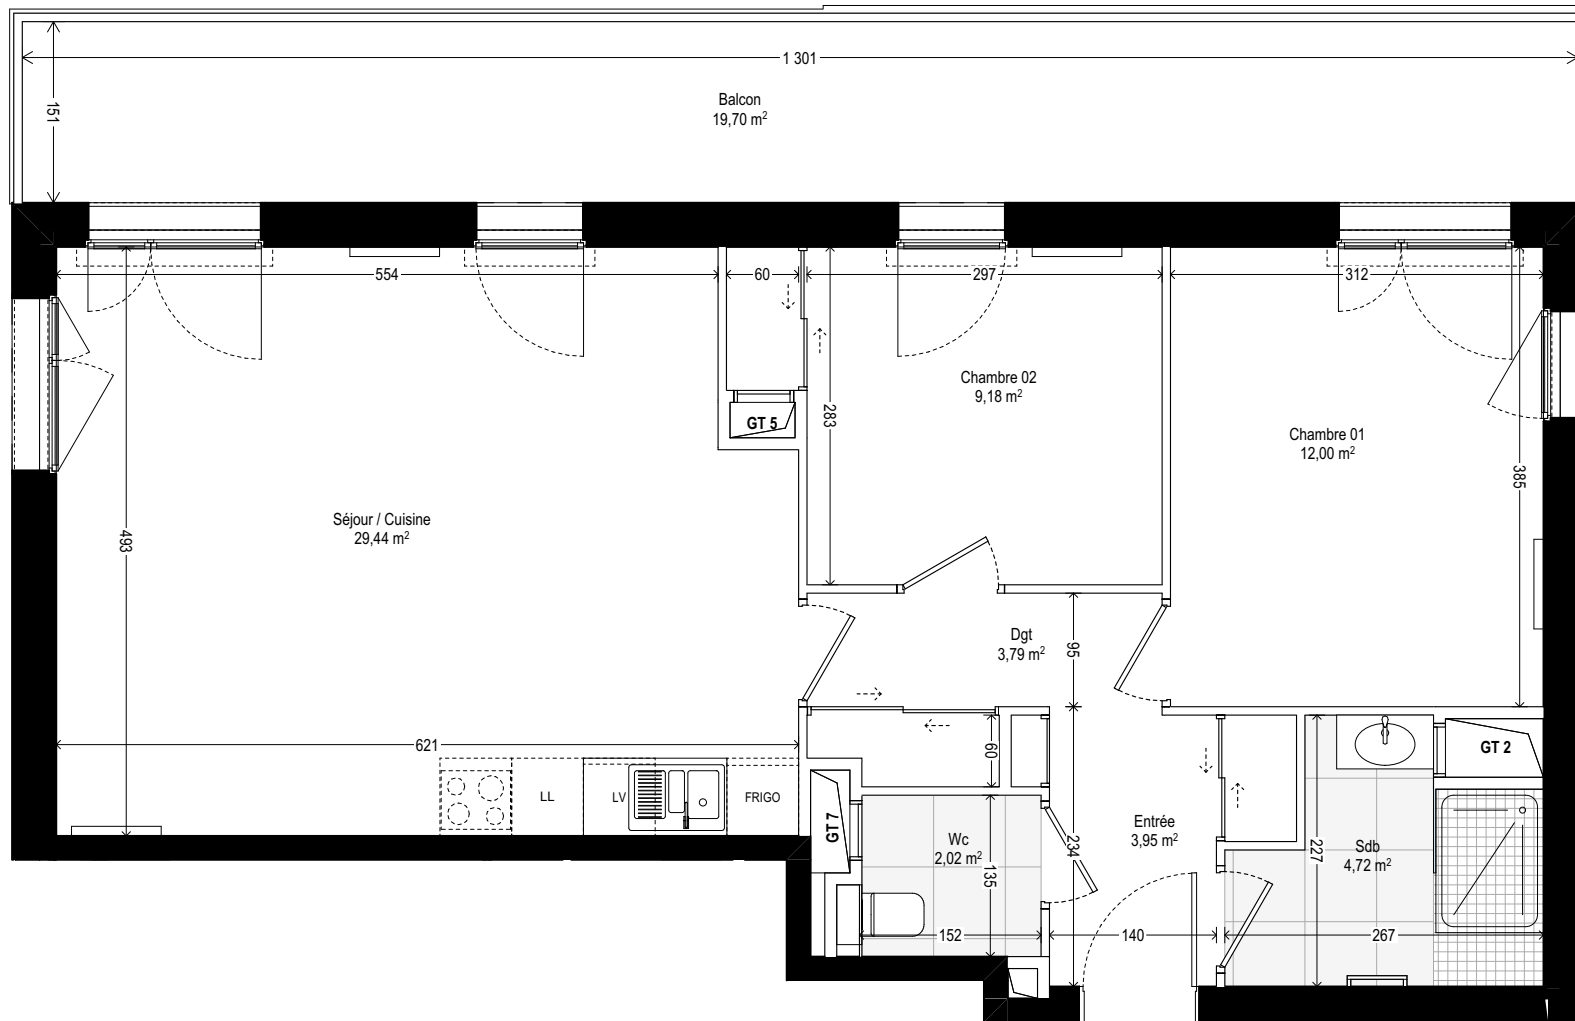 1 301
151
Balcon
19,70 m²
554
60
297
312
Chambre 02
9,18 m²
283
GT 5
Chambre 01
12,00 m²
385
Séjour / Cuisine
29,44 m²
493
Dgt
3,79 m²
95
621
60
LL
LV
FRIGO
GT 2
GT 7
Wc
2,02 m²
135
234
Entrée
3,95 m²
227
Sdb
4,72 m²
152
140
267